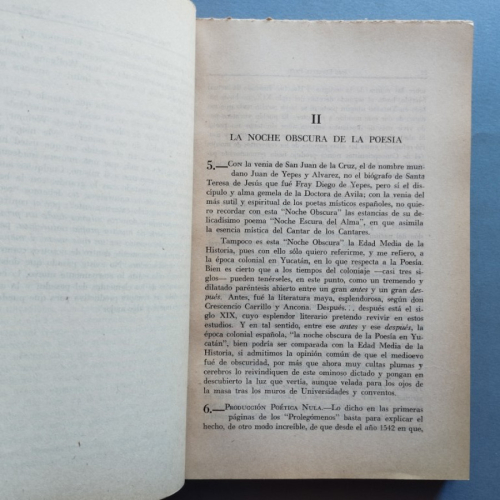 II
LA NOCHE OBSCURA DE LA POESIA
5.—CON la venia de San Juan de la Cruz, el de nombre mun-
dano Juan de Yepes y Alvarez, no el biógrafo de Santa
Teresa de Jesús que fué Fray Diego de Yepes, pero sí el dis-
cípulo y alma gemela de la Doctora de Avila; con la venia del
más sutil y espiritual de los poetas místicos españoles, no quie-
ro recordar con esta "Noche Obscura" las estancias de su de-
licadísimo poema "Noche Escura del Alma", en que asimila
la esencia mística del Cantar de los Cantares.
Tampoco es esta "Noche Obscura" la Edad Media de la
Historia, pues con ello sólo quiero referirme, y me refiero, a
la época colonial en Yucatán, en lo que respecta a la Poesía.
Bien es cierto que a los tiempos del coloniaje —casi tres si-
glos— pueden tenérseles, en este punto, como un tremendo y
dilatado paréntesis abierto entre un gran antes y un gran des-
pués. Antes, fué la literatura maya, esplendorosa, según don
Crescencio Carrillo y Ancona. Después... después está el si-
glo XIX, cuyo esplendor literario pretendo revivir en estos
estudios. Y en tal sentido, entre ese antes y ese después, la
época colonial española, "la noche obscura de la Poesía en Yu-
catán", bien podría ser comparada con la Edad Media de la
Historia, si admitimos la opinión común de que el medioevo
fué de obscuridad, por más que ahora muy cultas plumas y
cerebros lo reivindiquen de esta ominoso dictado y pongan en
descubierto la luz que vertía, aunque velada para los ojos de
la masa tras los muros de Universidades y conventos.
6.—PRODUCCIÓN POÉTICA NULA.—Lo dicho en las primeras
páginas de los "Prolegómenos" basta para explicar el
hecho, de otro modo increíble, de que desde el año 1542 en que,